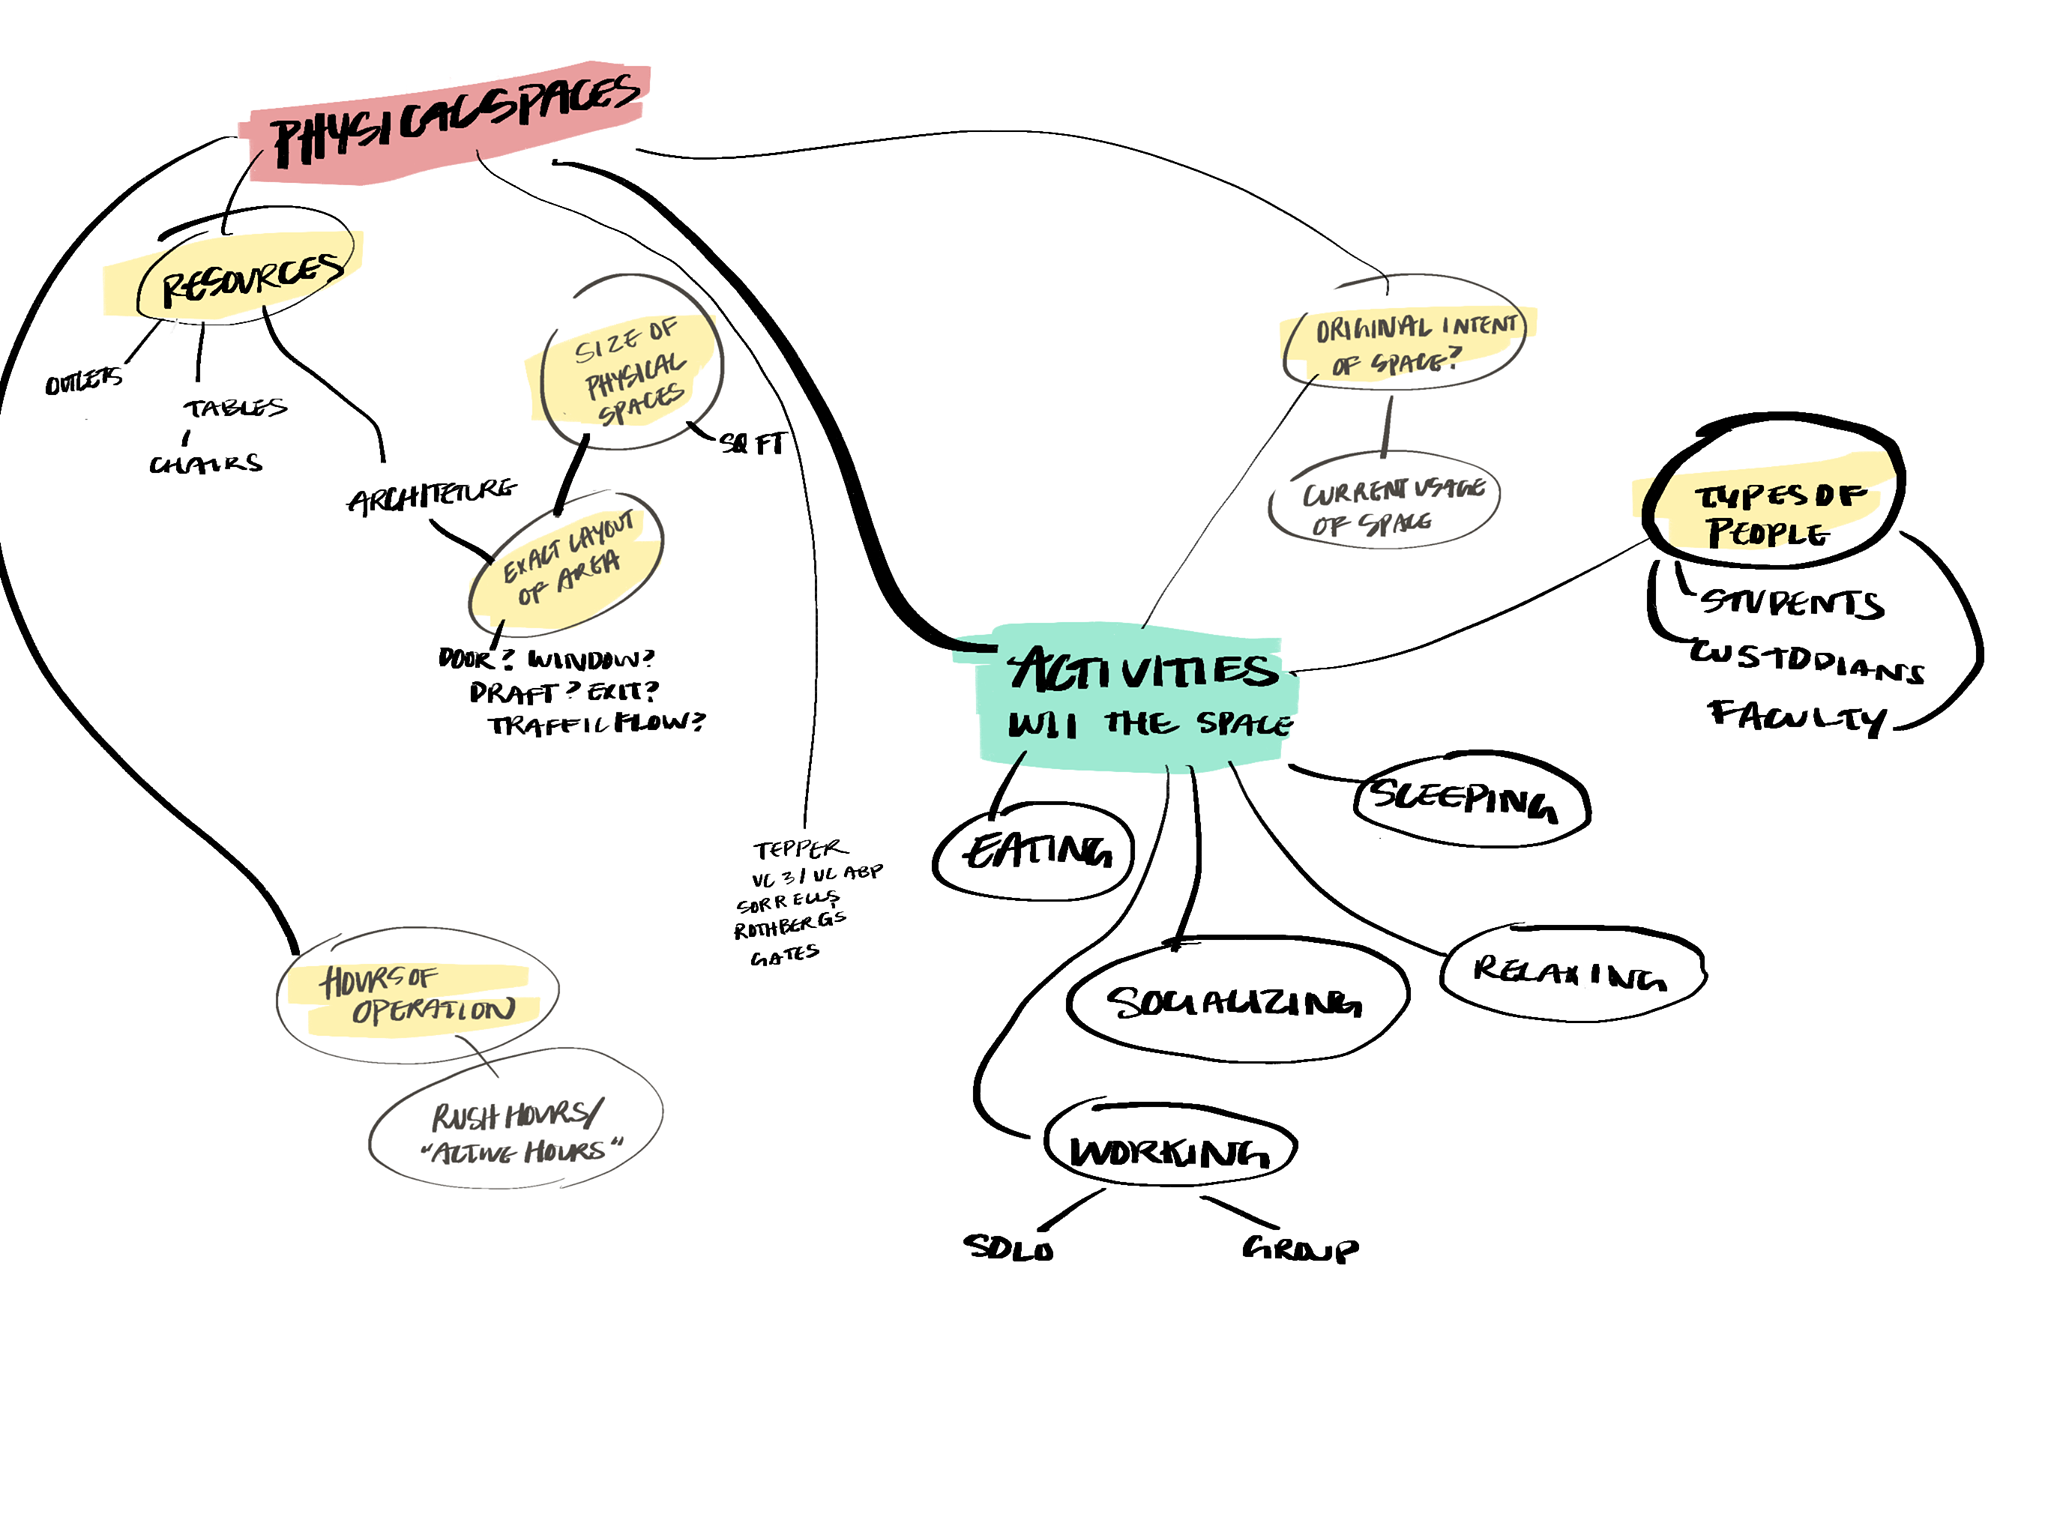 PHYSICAL SPACES
RESOURCES
OUTLETS
TABLES
CHAIRS
ARCHITETURE
SIZE OF
PHYSICAL
SPACES
SQ FT
EXACT LAYOUT
OF AREA
DOOR? WINDOW?
DRAFT? EXIT?
TRAFFIC FLOW?
ORIGINAL INTENT
OF SPACE?
CURRENT USAGE
OF SPACE
TYPES OF
PEOPLE
STUDENTS
CUSTODIANS
FACULTY
ACTIVITIES
W/I THE SPACE
EATING
SLEEPING
SOCIALIZING
RELAXING
WORKING
SOLO
GROUP
TEPPER
UC 3 / UC ABP
SORRELLS
ROTHBERGS
GATES
HOURS OF
OPERATION
RUSH HOURS/
"ACTIVE HOURS"